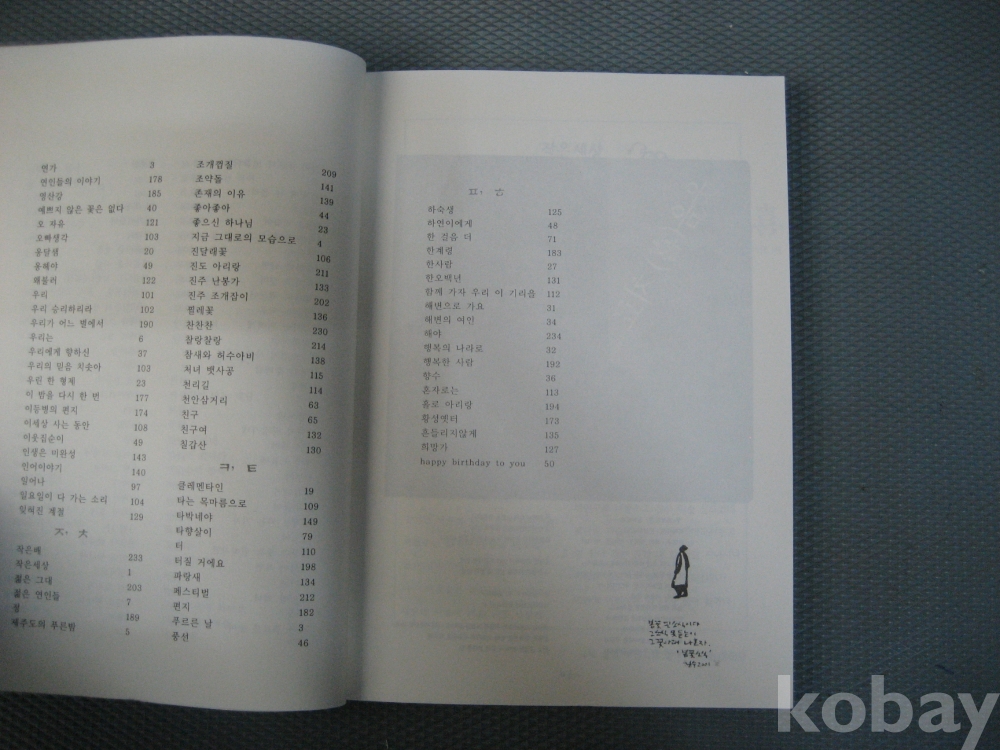 연가 3
연인들의 이야기 178
영산강 185
예쁘지 않은 꽃은 없다 40
오 자유 121
오빠생각 103
옹달샘 20
옹헤야 49
왜불러 122
우리 101
우리 승리하리라 102
우리가 어느 별에서 190
우리는 6
우리에게 향하신 37
우리의 믿음 치솟아 103
우린 한 형제 23
이 밤을 다시 한 번 177
이등병의 편지 174
이세상 사는 동안 108
이웃집순이 49
인생은 미완성 143
인어이야기 140
일어나 97
일요일이 다 가는 소리 104
잊혀진 계절 129
ㅈ· ㅊ
작은배 233
작은세상 1
젊은 그대 203
젊은 연인들 7
189
제주도의 푸른밤 5
조개껍질 209
조약돌 141
존재의 이유 139
좋아좋아 44
좋으신 하나님 23
지금 그대로의 모습으로 4
진달래꽃 106
진도 아리랑 211
진주 난봉가 133
진주 조개잡이 202
찔레꽃 136
찬찬찬 230
찰랑찰랑 214
참새와 허수아비 138
처녀 뱃사공 115
천리길 114
천안삼거리 63
친구 65
친구여 132
칠갑산 130
ㅋ· ㅌ
클레멘타인 19
타는 목마름으로 109
타박네야 149
타향살이 79
터 110
터질 거에요 198
파랑새 134
페스티벌 212
편지 182
푸르른 날 3
풍선 46
ㅍ· ㅎ
하숙생 125
하연이에게 48
한 걸음 더 71
한계령 183
한사람 27
한오백년 131
함께 가자 우리 이 길을 112
해변으로 가요 31
해변의 여인 34
해야 234
행복의 나라로 32
행복한 사람 192
향수 36
혼자로는 113
홀로 아리랑 194
황성옛터 173
흔들리지않게 135
희망가 127
happy birthday to you 50
kobay